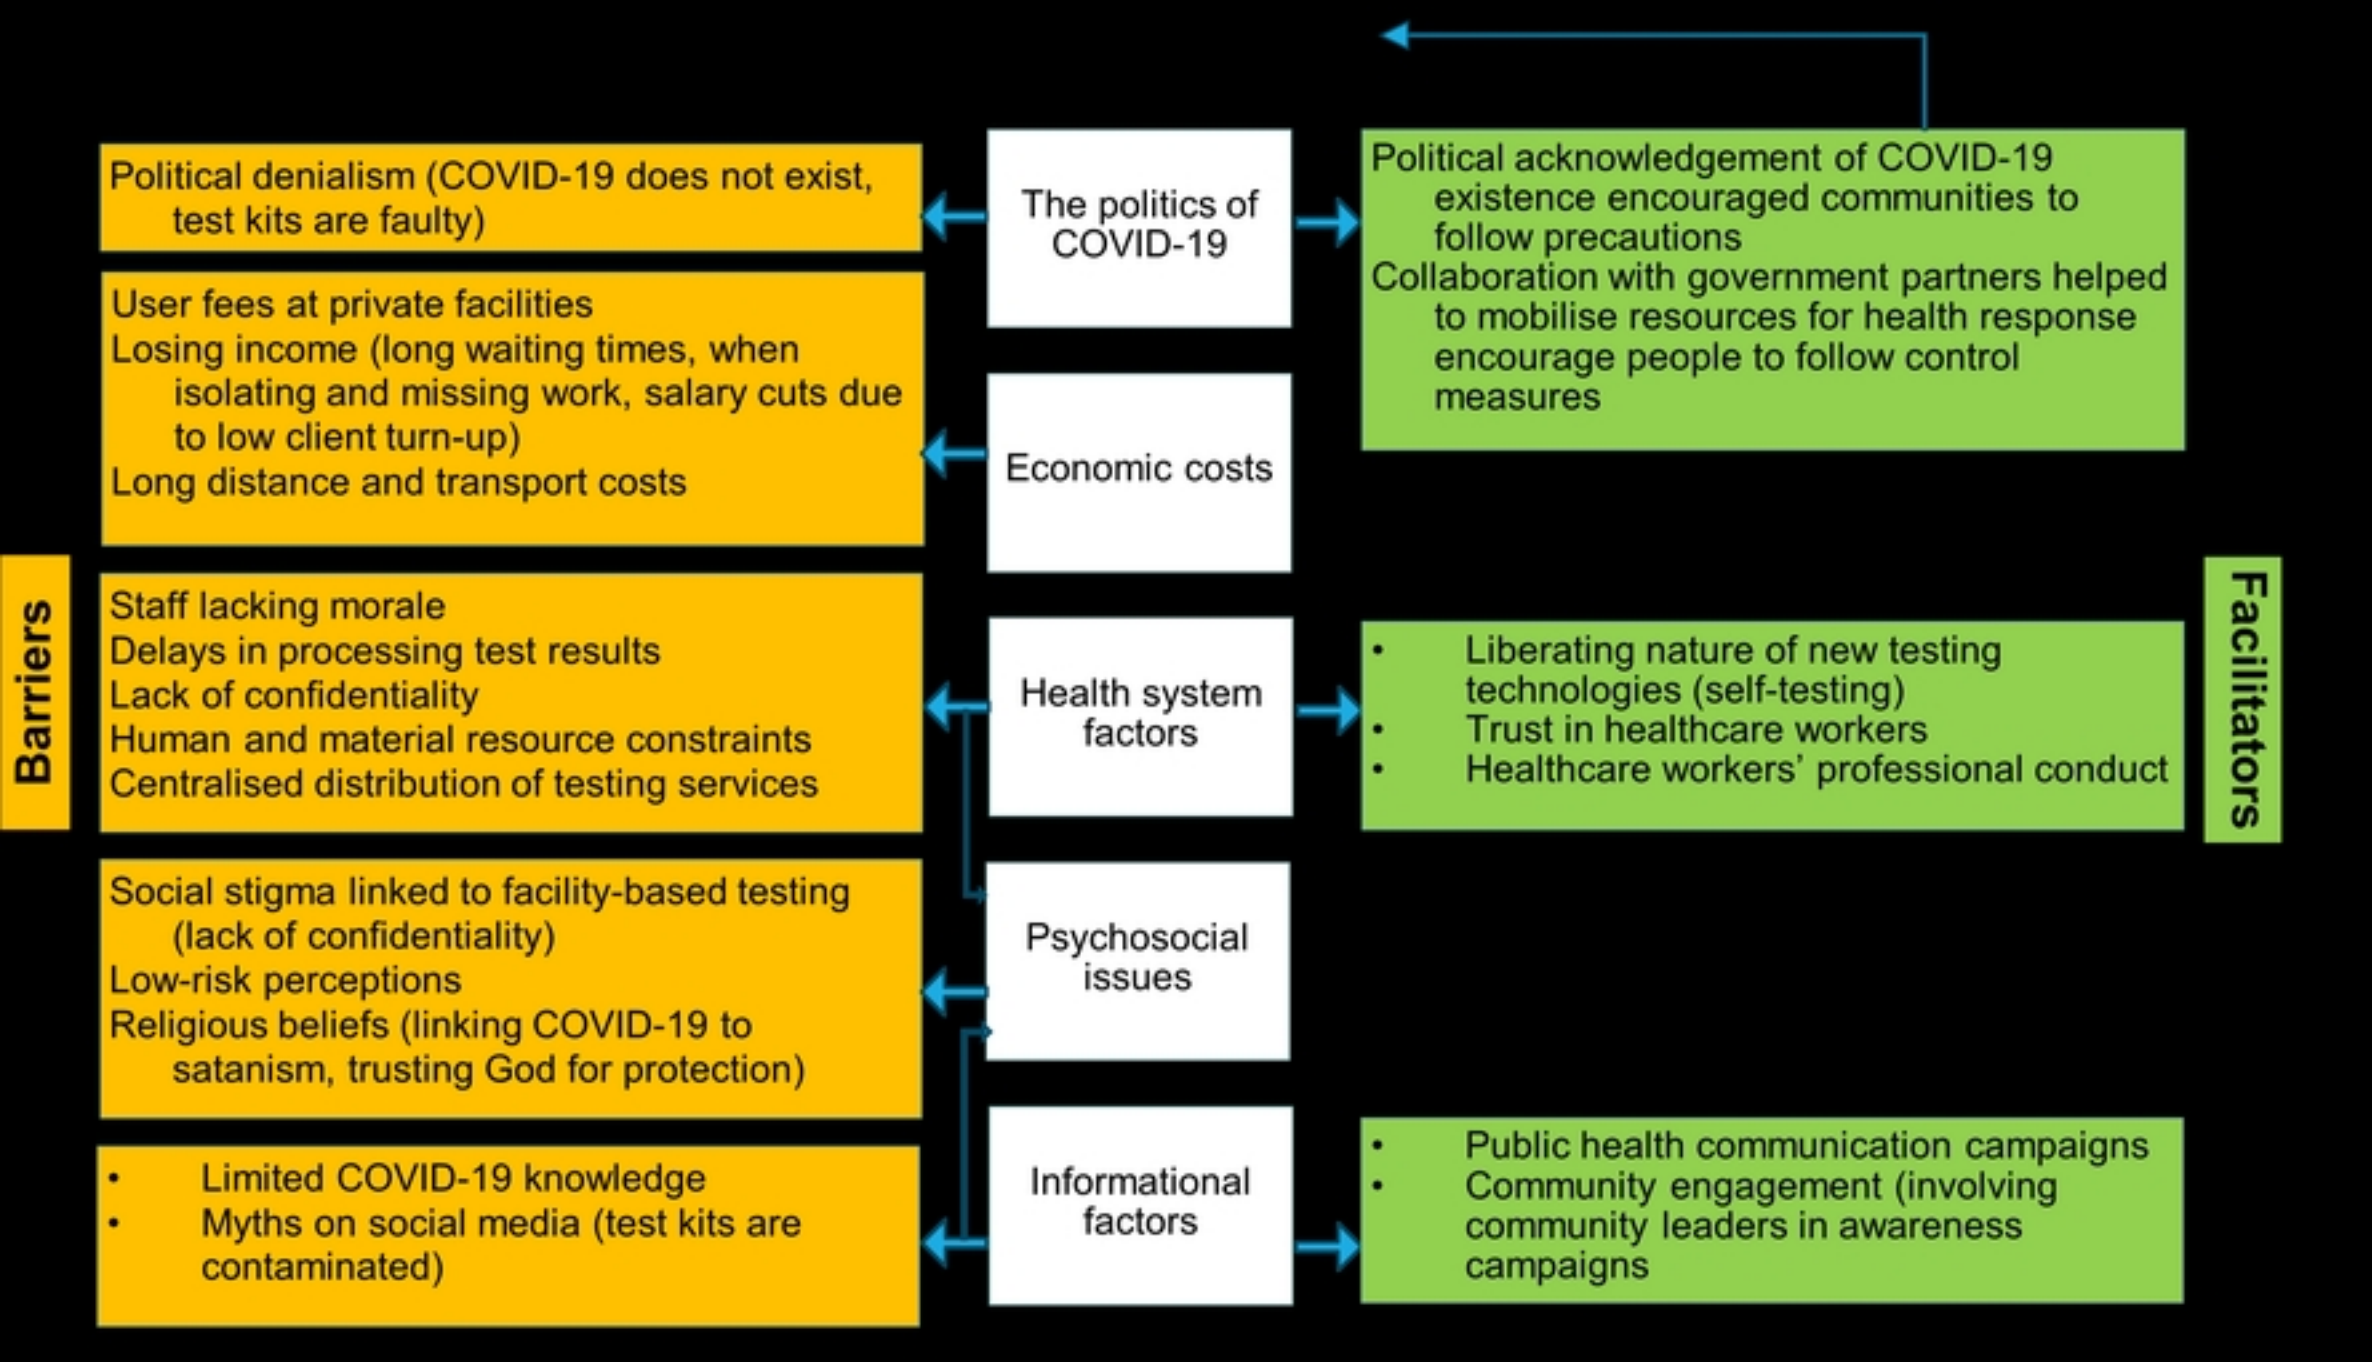 Political denialism (COVID-19 does not exist,
test kits are faulty)
User fees at private facilities
Losing income (long waiting times, when
isolating and missing work, salary cuts due
to low client turn-up)
Long distance and transport costs
Barriers
Staff lacking morale
Delays in processing test results
Lack of confidentiality
Human and material resource constraints
Centralised distribution of testing services
Social stigma linked to facility-based testing
(lack of confidentiality)
Low-risk perceptions
Religious beliefs (linking COVID-19 to
satanism, trusting God for protection)
• Limited COVID-19 knowledge
• Myths on social media (test kits are
contaminated)
The politics of
COVID-19
Economic costs
Health system
factors
Psychosocial
issues
Informational
factors
Political acknowledgement of COVID-19
existence encouraged communities to
follow precautions
Collaboration with government partners helped
to mobilise resources for health response
encourage people to follow control
measures
• Liberating nature of new testing
technologies (self-testing)
• Trust in healthcare workers
• Healthcare workers’ professional conduct
Facilitators
• Public health communication campaigns
• Community engagement (involving
community leaders in awareness
campaigns